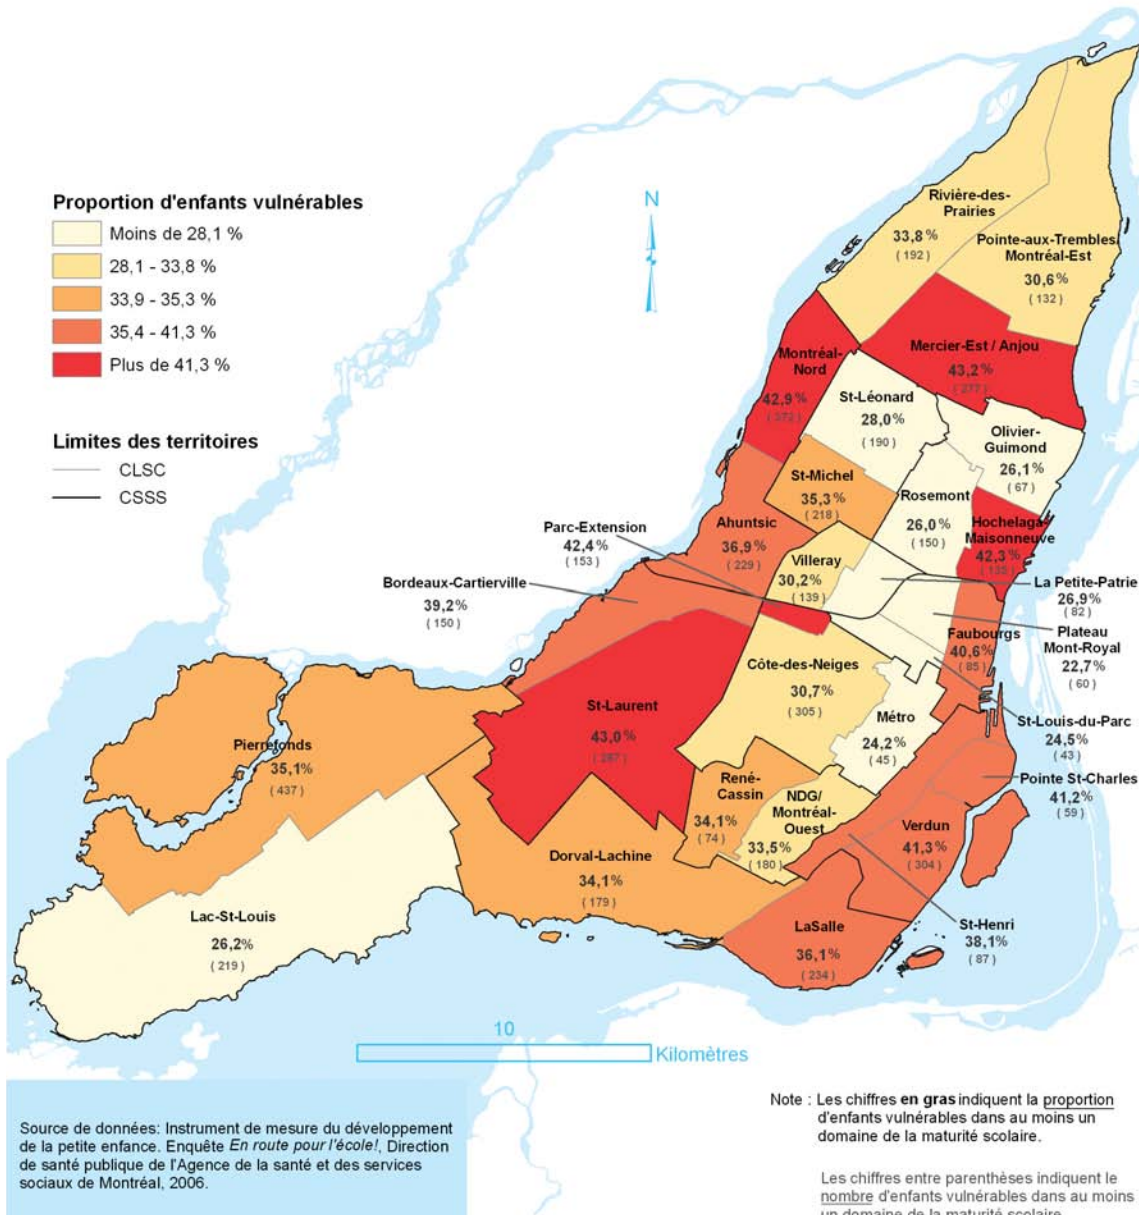 Proportion d'enfants vulnérables
Moins de 28,1 %
28,1 - 33,8 %
33,9 - 35,3 %
35,4 - 41,3 %
Plus de 41,3 %
Limites des territoires
CLSC
CSSS
N
Rivière-des-
Prairies
33,8%
( 192 )
Pointe-aux-Trembles
Montréal-Est
30,6%
( 132 )
Montréal-
Nord
42,9%
( 372 )
Mercier-Est / Anjou
43,2%
( 277 )
St-Léonard
28,0%
( 190 )
Olivier-
Guimond
26,1%
( 67 )
St-Michel
35,3%
( 218 )
Rosemont
26,0%
( 150 )
Hochelaga-
Maisonneuve
42,3%
Parc-Extension
42,4%
( 153 )
Ahuntsic
36,9%
( 229 )
Villeray
30,2%
( 139 )
Bordeaux-Cartierville
39,2%
( 150 )
La Petite-Patrie
26,9%
( 82 )
Plateau
Mont-Royal
22,7%
( 60 )
Faubourgs
40,6%
( 85 )
Côte-des-Neiges
30,7%
( 305 )
Métro
24,2%
( 45 )
St-Louis-du-Parc
24,5%
( 43 )
St-Laurent
43,0%
( 287 )
Pierrefonds
35,1%
( 437 )
René-
Cassin
34,1%
( 74 )
NDG/
Montréal-
Ouest
33,5%
( 180 )
Pointe St-Charles
41,2%
( 59 )
Verdun
41,3%
( 304 )
Dorval-Lachine
34,1%
( 179 )
Lac-St-Louis
26,2%
( 219 )
LaSalle
36,1%
( 234 )
St-Henri
38,1%
( 87 )
10
Kilomètres
Source de données: Instrument de mesure du développement
de la petite enfance. Enquête En route pour l'école!, Direction
de santé publique de l'Agence de la santé et des services
sociaux de Montréal, 2006.
Note : Les chiffres en gras indiquent la proportion
d'enfants vulnérables dans au moins un
domaine de la maturité scolaire.
Les chiffres entre parenthèses indiquent le
nombre d'enfants vulnérables dans au moins
un domaine de la maturité scolaire